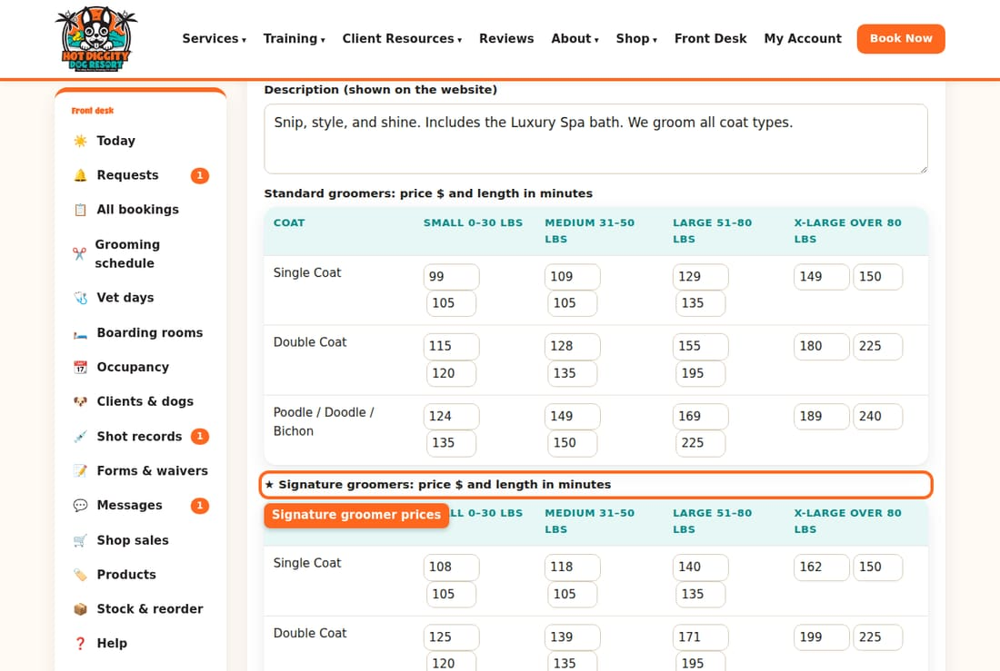 HOT DIGGITY
DOG RESORT
Services ▾
Training ▾
Client Resources ▾
Reviews
About ▾
Shop ▾
Front Desk
My Account
Book Now
Front desk
Today
Requests 1
All bookings
Grooming
schedule
Vet days
Boarding rooms
Occupancy
Clients & dogs
Shot records 1
Forms & waivers
Messages 1
Shop sales
Products
Stock & reorder
Help
Description (shown on the website)
Snip, style, and shine. Includes the Luxury Spa bath. We groom all coat types.
Standard groomers: price $ and length in minutes
COAT SMALL 0–30 LBS MEDIUM 31–50 LARGE 51–80 X-LARGE OVER 80
LBS LBS LBS
Single Coat 99 109 129 149 150
105 105 135
Double Coat 115 128 155 180 225
120 135 195
Poodle / Doodle / 124 149 169 189 240
Bichon
135 150 225
★ Signature groomers: price $ and length in minutes
Signature groomer prices
LL 0–30 LBS MEDIUM 31–50 LARGE 51–80 X-LARGE OVER 80
LBS LBS LBS
Single Coat 108 118 140 162 150
105 105 135
Double Coat 125 139 171 199 225
120 135 195